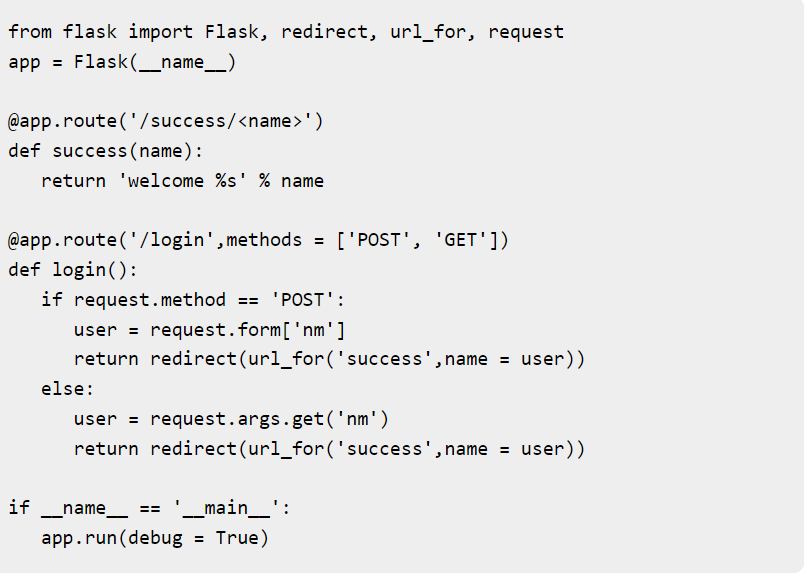 from flask import Flask, redirect, url_for, request
app = Flask(__name__)

@app.route('/success/<name>')
def success(name):
   return 'welcome %s' % name

@app.route('/login',methods = ['POST', 'GET'])
def login():
   if request.method == 'POST':
      user = request.form['nm']
      return redirect(url_for('success',name = user))
   else:
      user = request.args.get('nm')
      return redirect(url_for('success',name = user))

if __name__ == '__main__':
   app.run(debug = True)